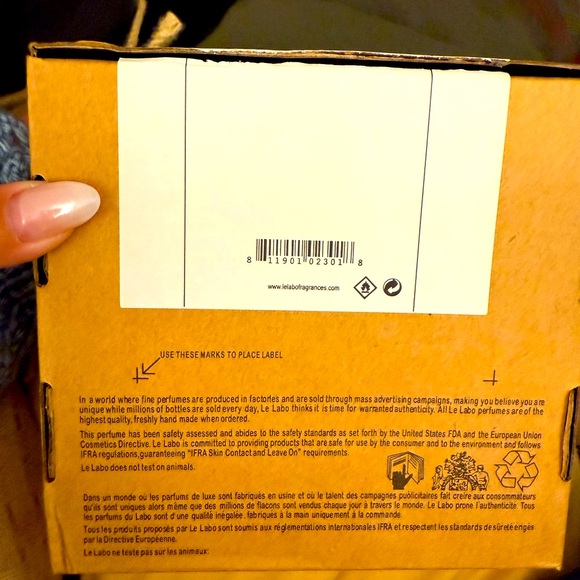 8 11901 02301 8
www.lelabofragrances.com
USE THESE MARKS TO PLACE LABEL
In a world where fine perfumes are produced in factories and are sold through mass advertising campaigns, making you believe you are
unique while millions of bottles are sold every day, Le Labo thinks it is time for warranted authenticity. All Le Labo perfumes are of the
highest quality, freshly hand made when ordered.
This perfume has been safety assessed and abides to the safety standards as set forth by the United States FDA and the European Union
Cosmetics Directive. Le Labo is committed to providing products that are safe for use by the consumer and to the environment and follows
IFRA regulations,guaranteeing "IFRA Skin Contact and Leave On" requirements.
Le Labo does not test on animals.
Dans un monde où les parfums de luxe sont fabriqués en usine et où le talent des campagnes publicitaires fait creire aux consommateurs
qu'ils sont uniques alors même que des millions de flacons sont vendus chaque jour à travers le monde. Le Labo prone l'authenticité. Tous
les parfums du Labo sont d'une qualité inégalée, fabriqués à la main uniquement à la commande.
Tous les produits proposés par Le Labo sont soumis aux réglementations internationales IFRA et respectent les standards de sûreté exigés
par la Directive Européenne.
Le Labo ne teste pas sur les animaux.